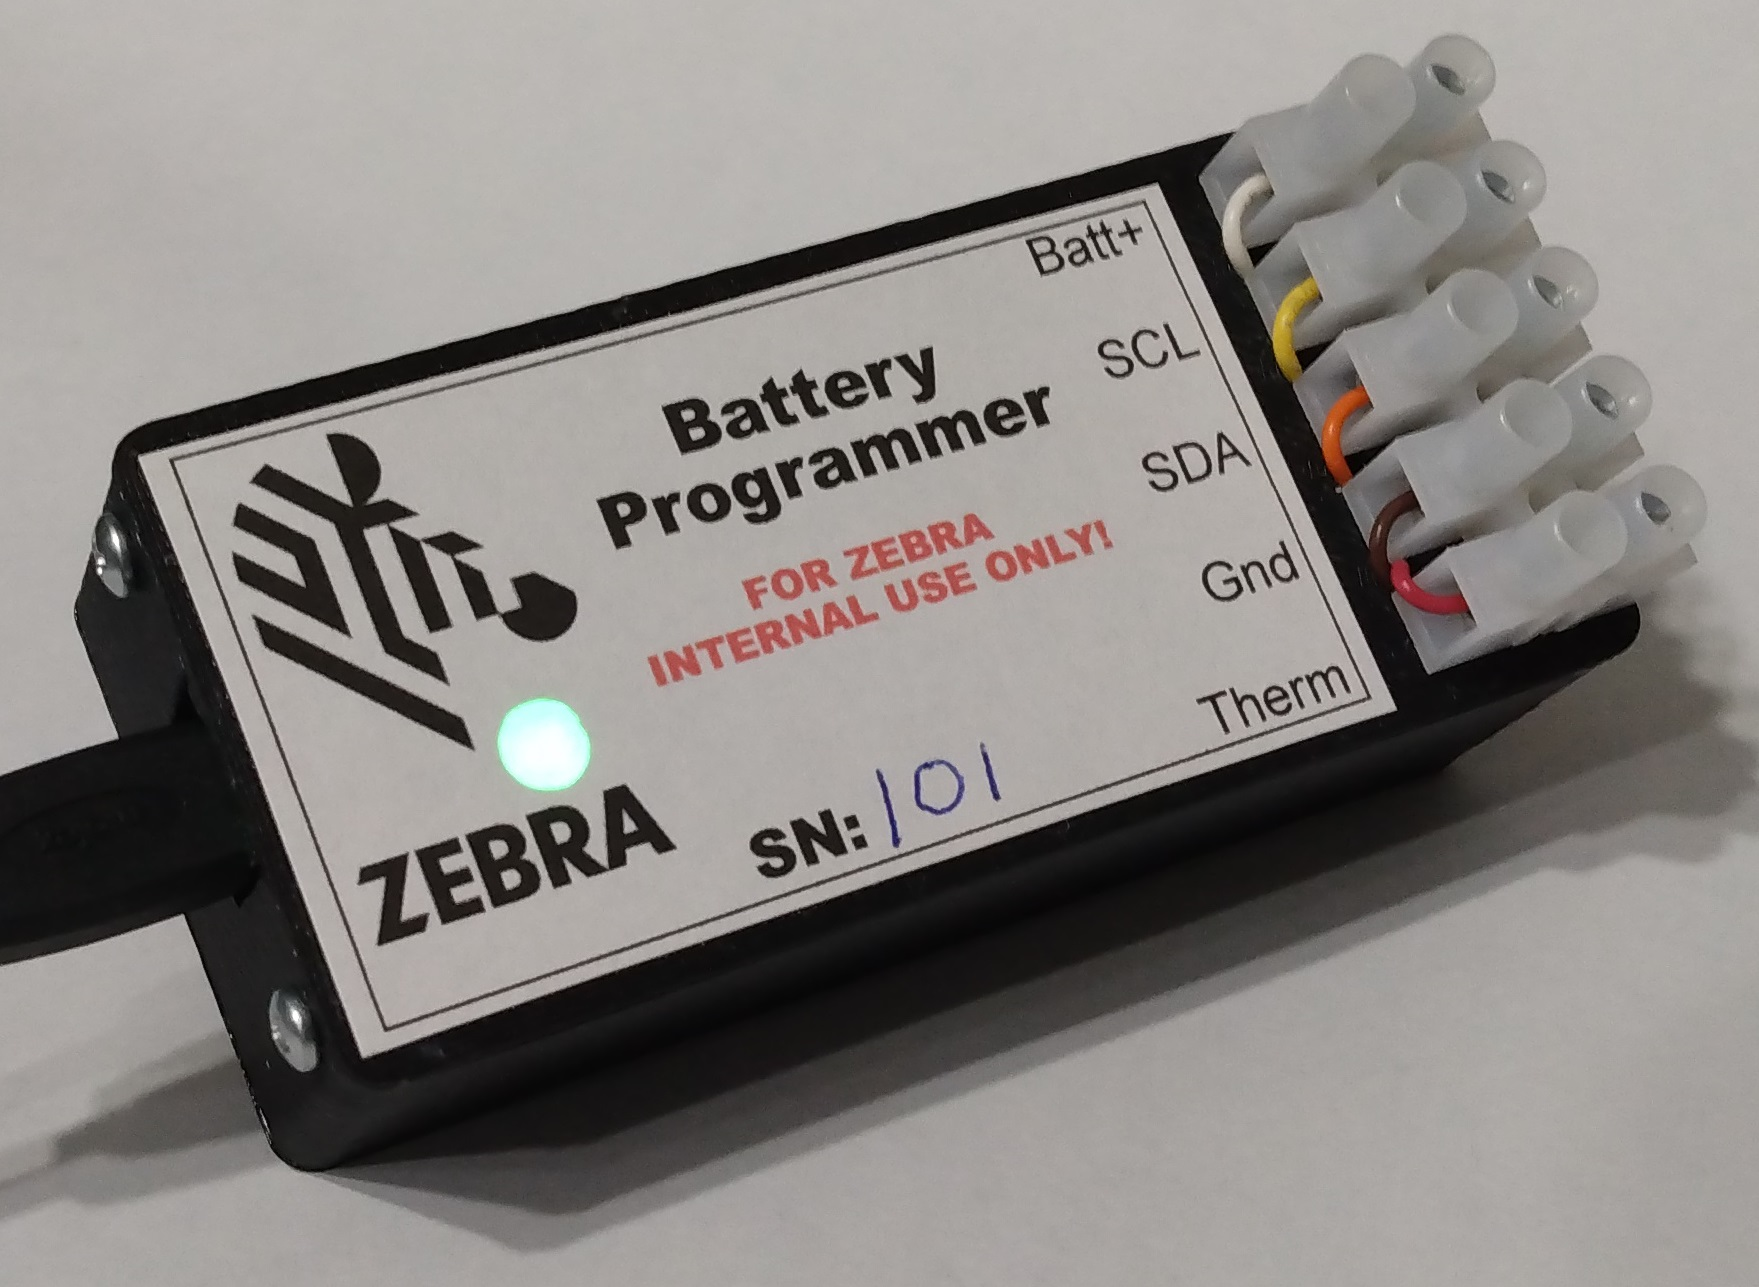 Battery
Programmer
FOR ZEBRA
INTERNAL USE ONLY!
ZEBRA
SN: 101
Batt+
SCL
SDA
Gnd
Therm